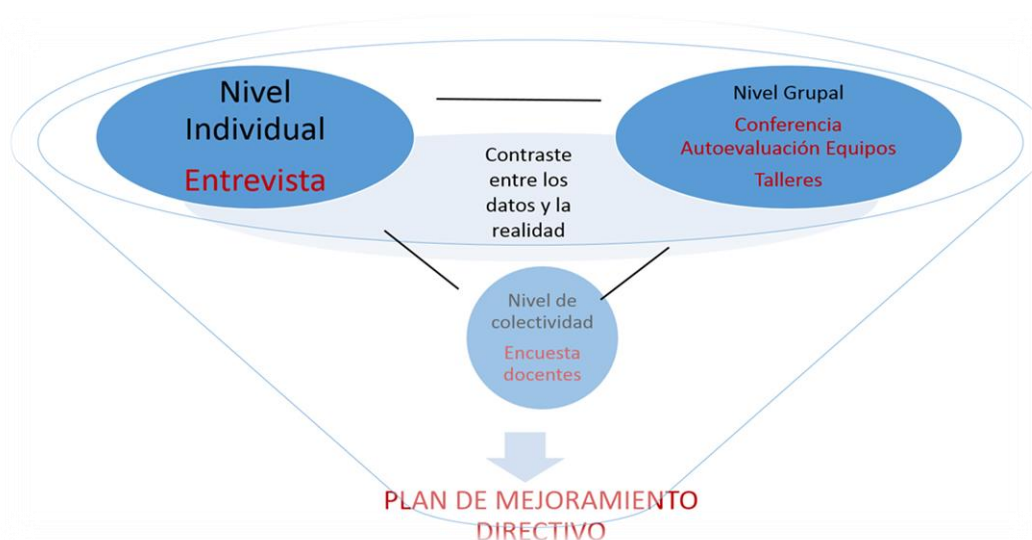 Nivel
Individual
Entrevista
Nivel Grupal
Conferencia
Autoevaluación Equipos
Talleres
Contraste
entre los
datos y la
realidad
Nivel de
colectividad
Encuesta
docentes
PLAN DE MEJORAMIENTO
DIRECTIVO